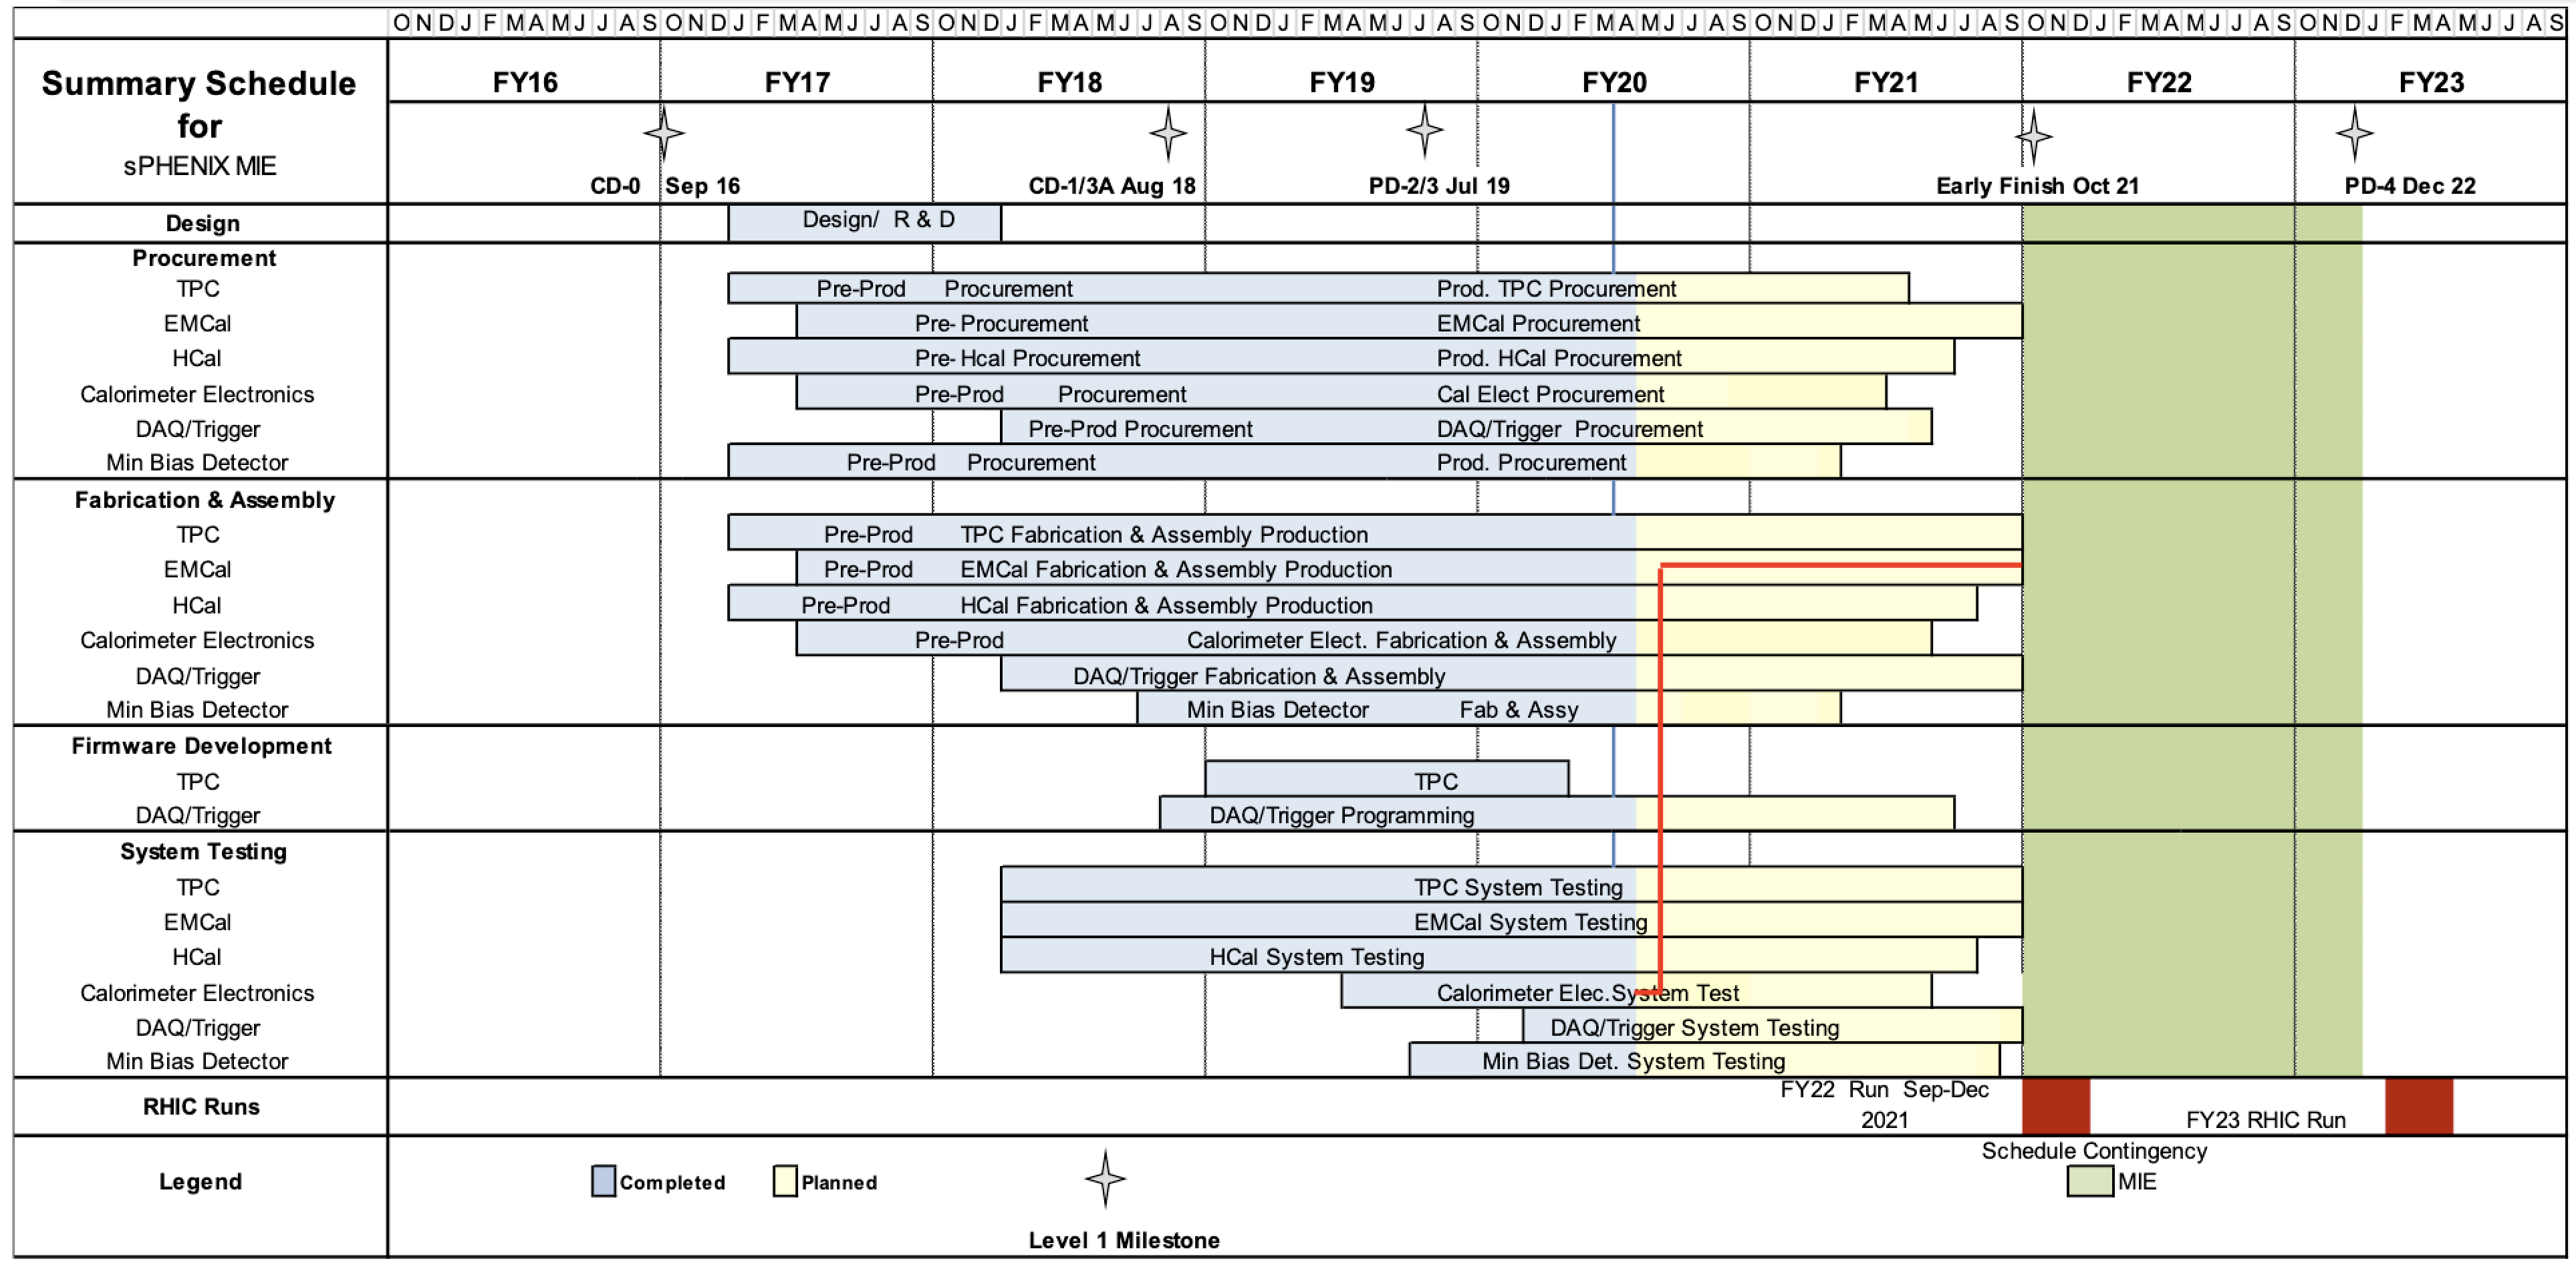 O N D J F M A M J J A S O N D J F M A M J J A S O N D J F M A M J J A S O N D J F M A M J J A S O N D J F M A M J J A S O N D J F M A M J J A S O N D J F M A M J J A S O N D J F M A M J J A S
Summary Schedule
for
sPHENIX MIE
FY16 FY17 FY18 FY19 FY20 FY21 FY22 FY23
CD-0 Sep 16 CD-1/3A Aug 18 PD-2/3 Jul 19 Early Finish Oct 21 PD-4 Dec 22
Design Design/ R & D
Procurement
TPC Pre-Prod Procurement Prod. TPC Procurement
EMCal Pre- Procurement EMCal Procurement
HCal Pre- Hcal Procurement Prod. HCal Procurement
Calorimeter Electronics Pre-Prod Procurement Cal Elect Procurement
DAQ/Trigger Pre-Prod Procurement DAQ/Trigger Procurement
Min Bias Detector Pre-Prod Procurement Prod. Procurement
Fabrication & Assembly
TPC Pre-Prod TPC Fabrication & Assembly Production
EMCal Pre-Prod EMCal Fabrication & Assembly Production
HCal Pre-Prod HCal Fabrication & Assembly Production
Calorimeter Electronics Pre-Prod Calorimeter Elect. Fabrication & Assembly
DAQ/Trigger DAQ/Trigger Fabrication & Assembly
Min Bias Detector Min Bias Detector Fab & Assy
Firmware Development
TPC TPC
DAQ/Trigger DAQ/Trigger Programming
System Testing
TPC TPC System Testing
EMCal EMCal System Testing
HCal HCal System Testing
Calorimeter Electronics Calorimeter Elec.System Test
DAQ/Trigger DAQ/Trigger System Testing
Min Bias Detector Min Bias Det. System Testing
RHIC Runs
FY22 Run Sep-Dec
2021
FY23 RHIC Run
Legend
Completed
Planned
Level 1 Milestone
Schedule Contingency
MIE